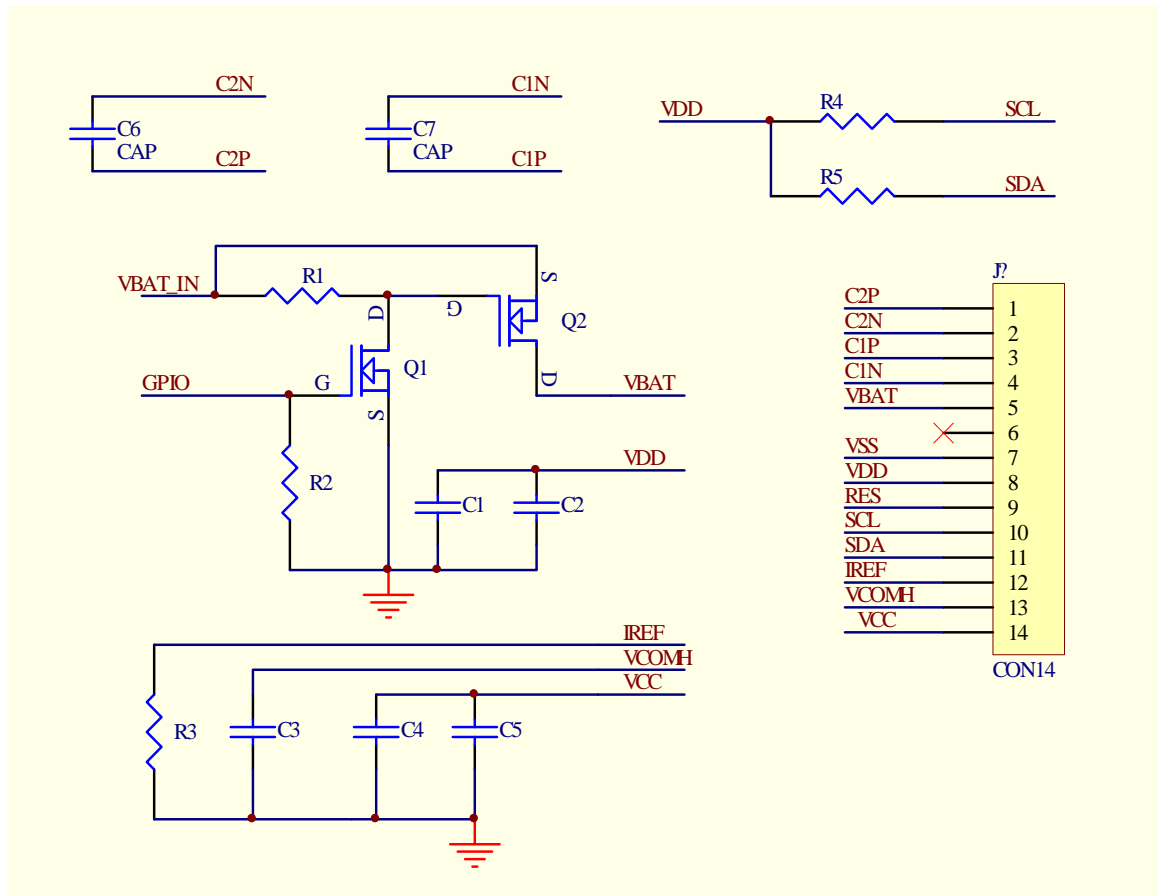 C2N
C6
CAP
C2P
C1N
C7
CAP
C1P
VDD
R4
SCL
R5
SDA
VBAT_IN
R1
S
G
D
Q2
Q1
D
GPIO
G
S
VBAT
R2
VDD
C1
C2
IREF
VCOMH
VCC
R3
C3
C4
C5
J?
C2P 1
C2N 2
C1P 3
C1N 4
VBAT 5
6
VSS 7
VDD 8
RES 9
SCL 10
SDA 11
IREF 12
VCOMH 13
VCC 14
CON14